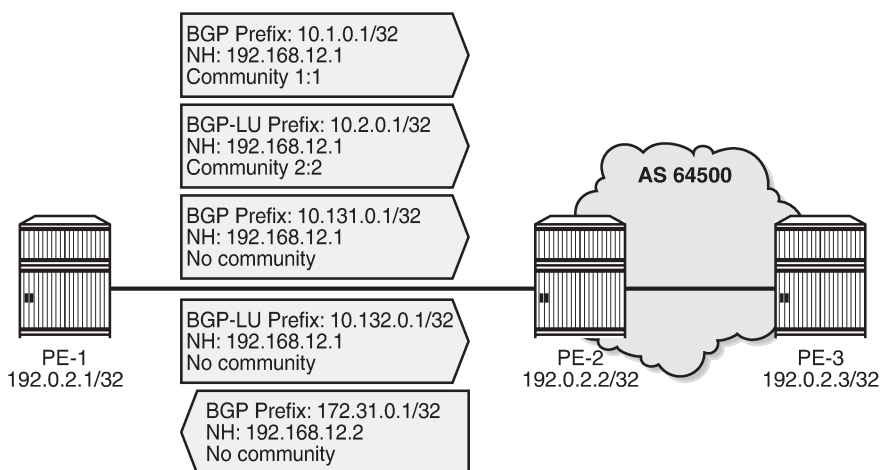 BGP Prefix: 10.1.0.1/32
NH: 192.168.12.1
Community 1:1
BGP-LU Prefix: 10.2.0.1/32
NH: 192.168.12.1
Community 2:2
AS 64500
BGP Prefix: 10.131.0.1/32
NH: 192.168.12.1
No community
BGP-LU Prefix: 10.132.0.1/32
NH: 192.168.12.1
No community
PE-1
192.0.2.1/32
PE-2
192.0.2.2/32
PE-3
192.0.2.3/32
BGP Prefix: 172.31.0.1/32
NH: 192.168.12.2
No community